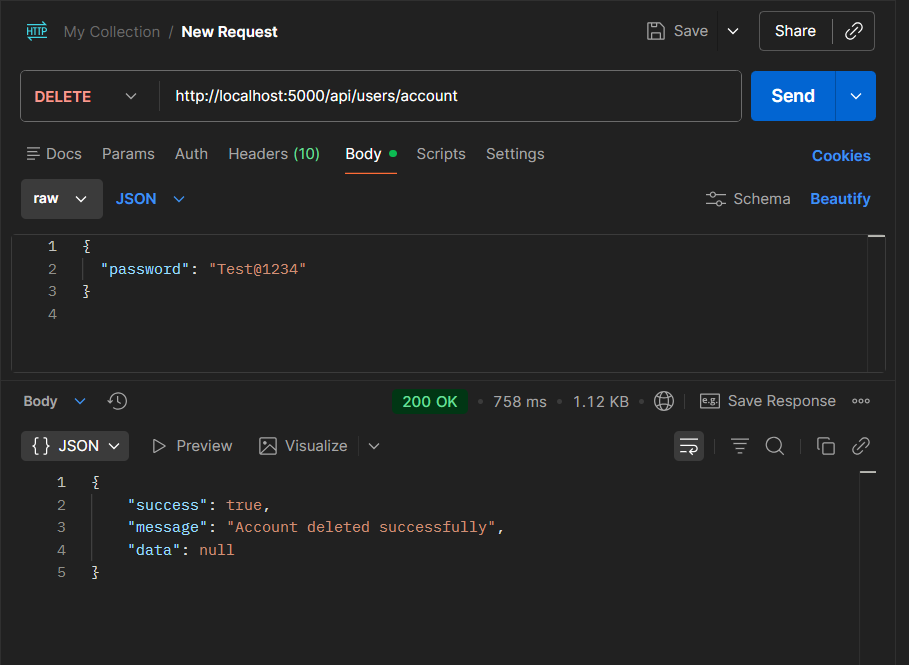 HTTP My Collection / New Request Save Share
DELETE http://localhost:5000/api/users/account Send
Docs Params Auth Headers (10) Body Scripts Settings Cookies
raw JSON Schema Beautify
1 {
2 "password": "Test@1234"
3 }
4
Body 200 OK • 758 ms • 1.12 KB • e.g. Save Response
{} JSON Preview Visualize
1 {
2 "success": true,
3 "message": "Account deleted successfully",
4 "data": null
5 }